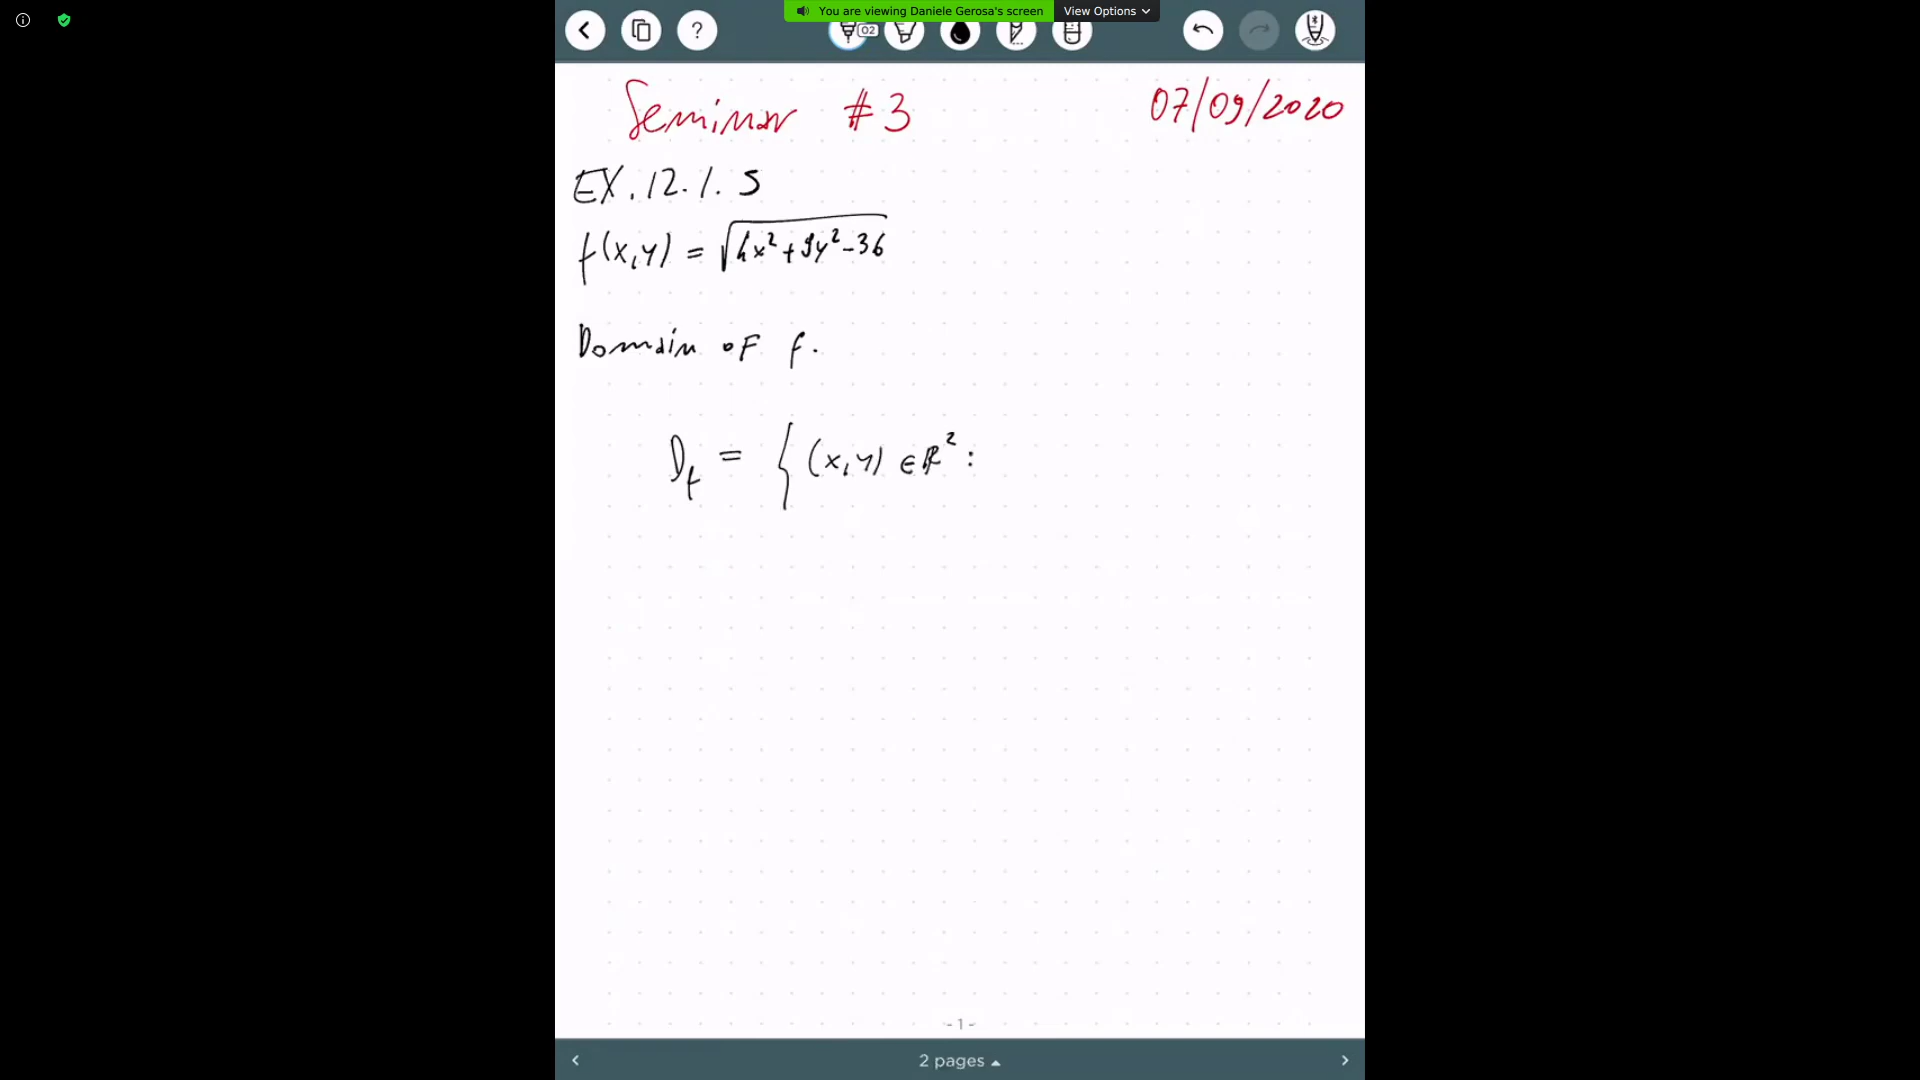 You are viewing Daniele Gerosa's screen View Options
02
Seminar #3 07/09/2020
EX. 12.1.5
f(x,y) = √(4x²+9y²-36)
Domain of f.
D_f = { (x,y) ∈ ℝ² :
- 1 -
2 pages